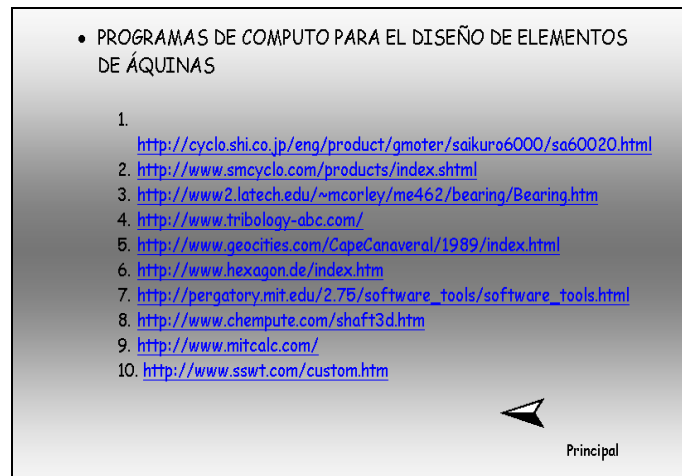 • PROGRAMAS DE COMPUTO PARA EL DISEÑO DE ELEMENTOS
DE ÁQUINAS
1.
http://cyclo.shi.co.jp/eng/product/gmoter/saikuro6000/sa60020.html
2. http://www.smcyclo.com/products/index.shtml
3. http://www2.latech.edu/~mcorley/me462/bearing/Bearing.htm
4. http://www.tribology-abc.com/
5. http://www.geocities.com/CapeCanaveral/1989/index.html
6. http://www.hexagon.de/index.htm
7. http://pergatory.mit.edu/2.75/software_tools/software_tools.html
8. http://www.chempute.com/shaft3d.htm
9. http://www.mitcalc.com/
10. http://www.sswt.com/custom.htm
Principal